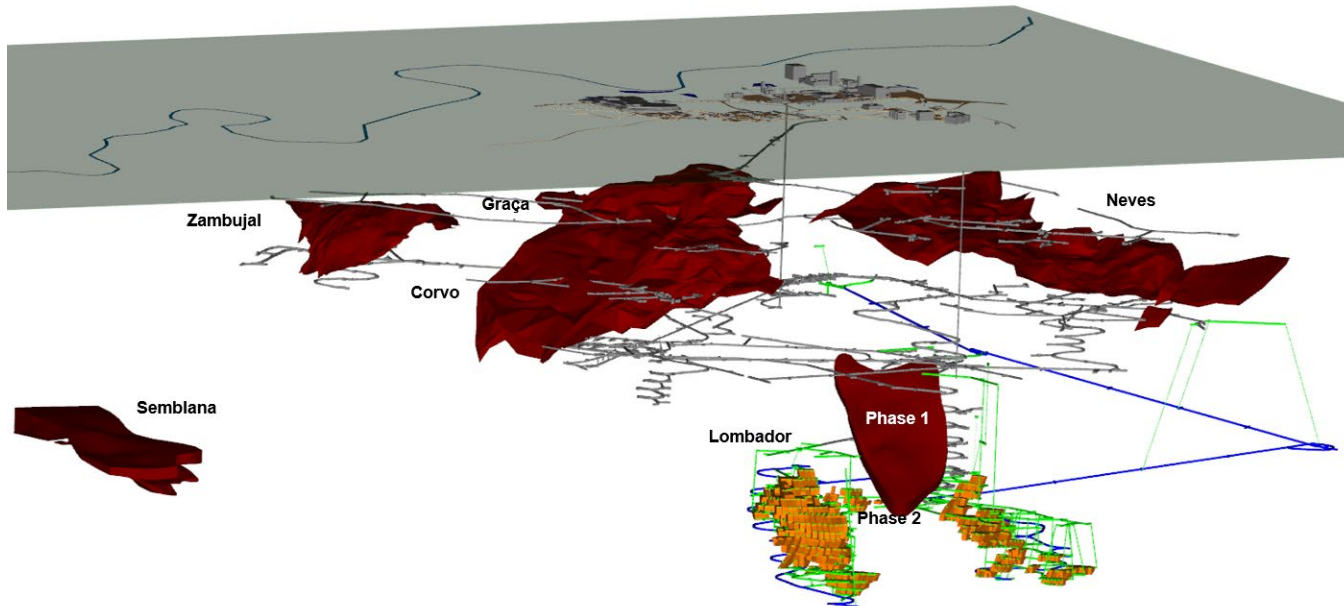 Zambujal
Graça
Neves
Corvo
Semblana
Phase 1
Lombador
Phase 2